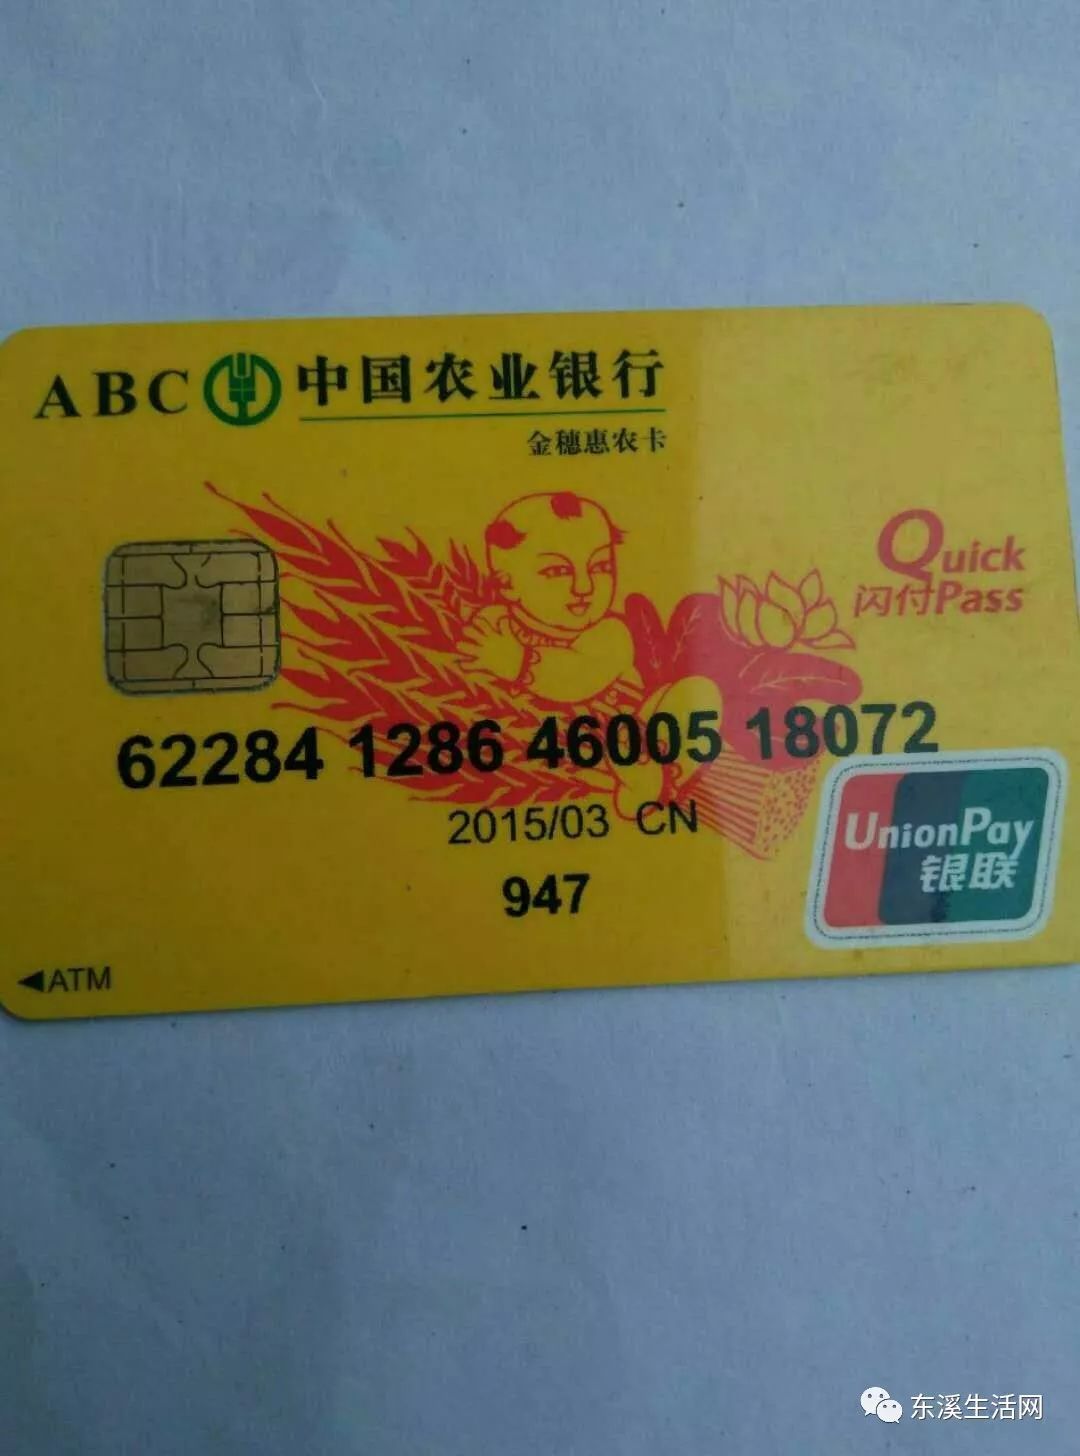 ABC 中国农业银行
金穗惠农卡
Quick
闪付Pass
62284 1286 46005 18072
2015/03 CN
UnionPay
银联
947
◀ATM
东溪生活网